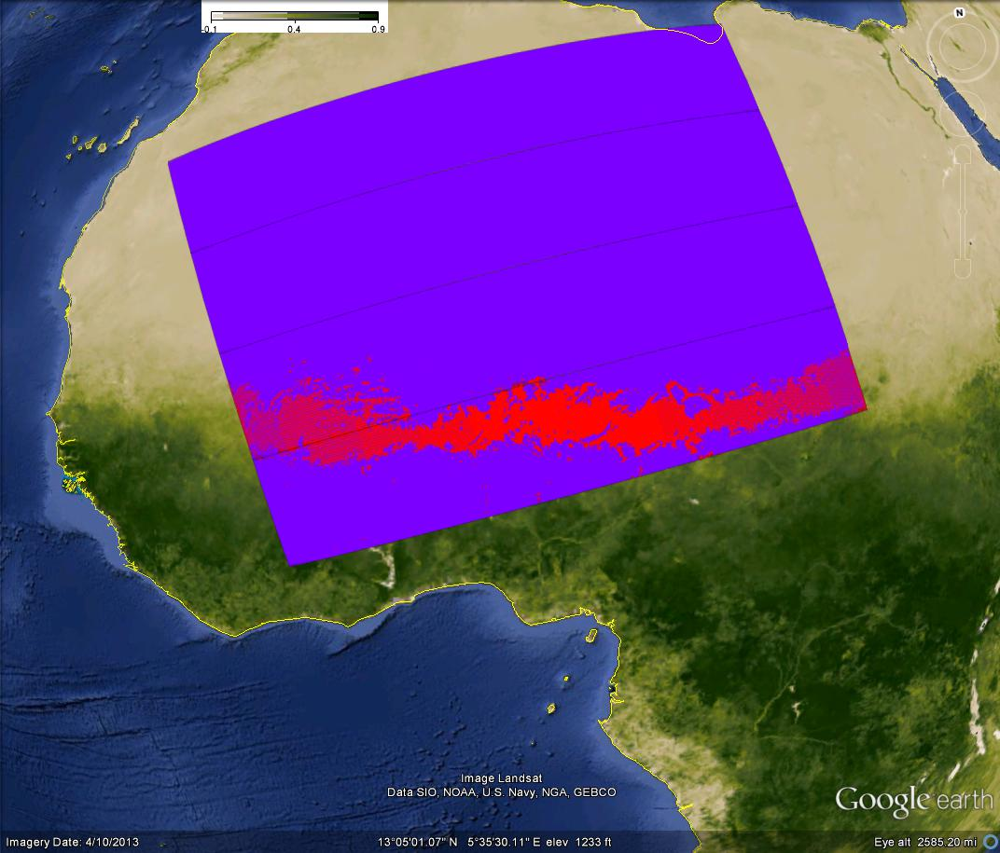 -0.1 0.4 0.9
N
Image Landsat
Data SIO, NOAA, U.S. Navy, NGA, GEBCO
Google earth
Imagery Date: 4/10/2013 13°05'01.07" N 5°35'30.11" E elev 1233 ft Eye alt 2585.20 mi